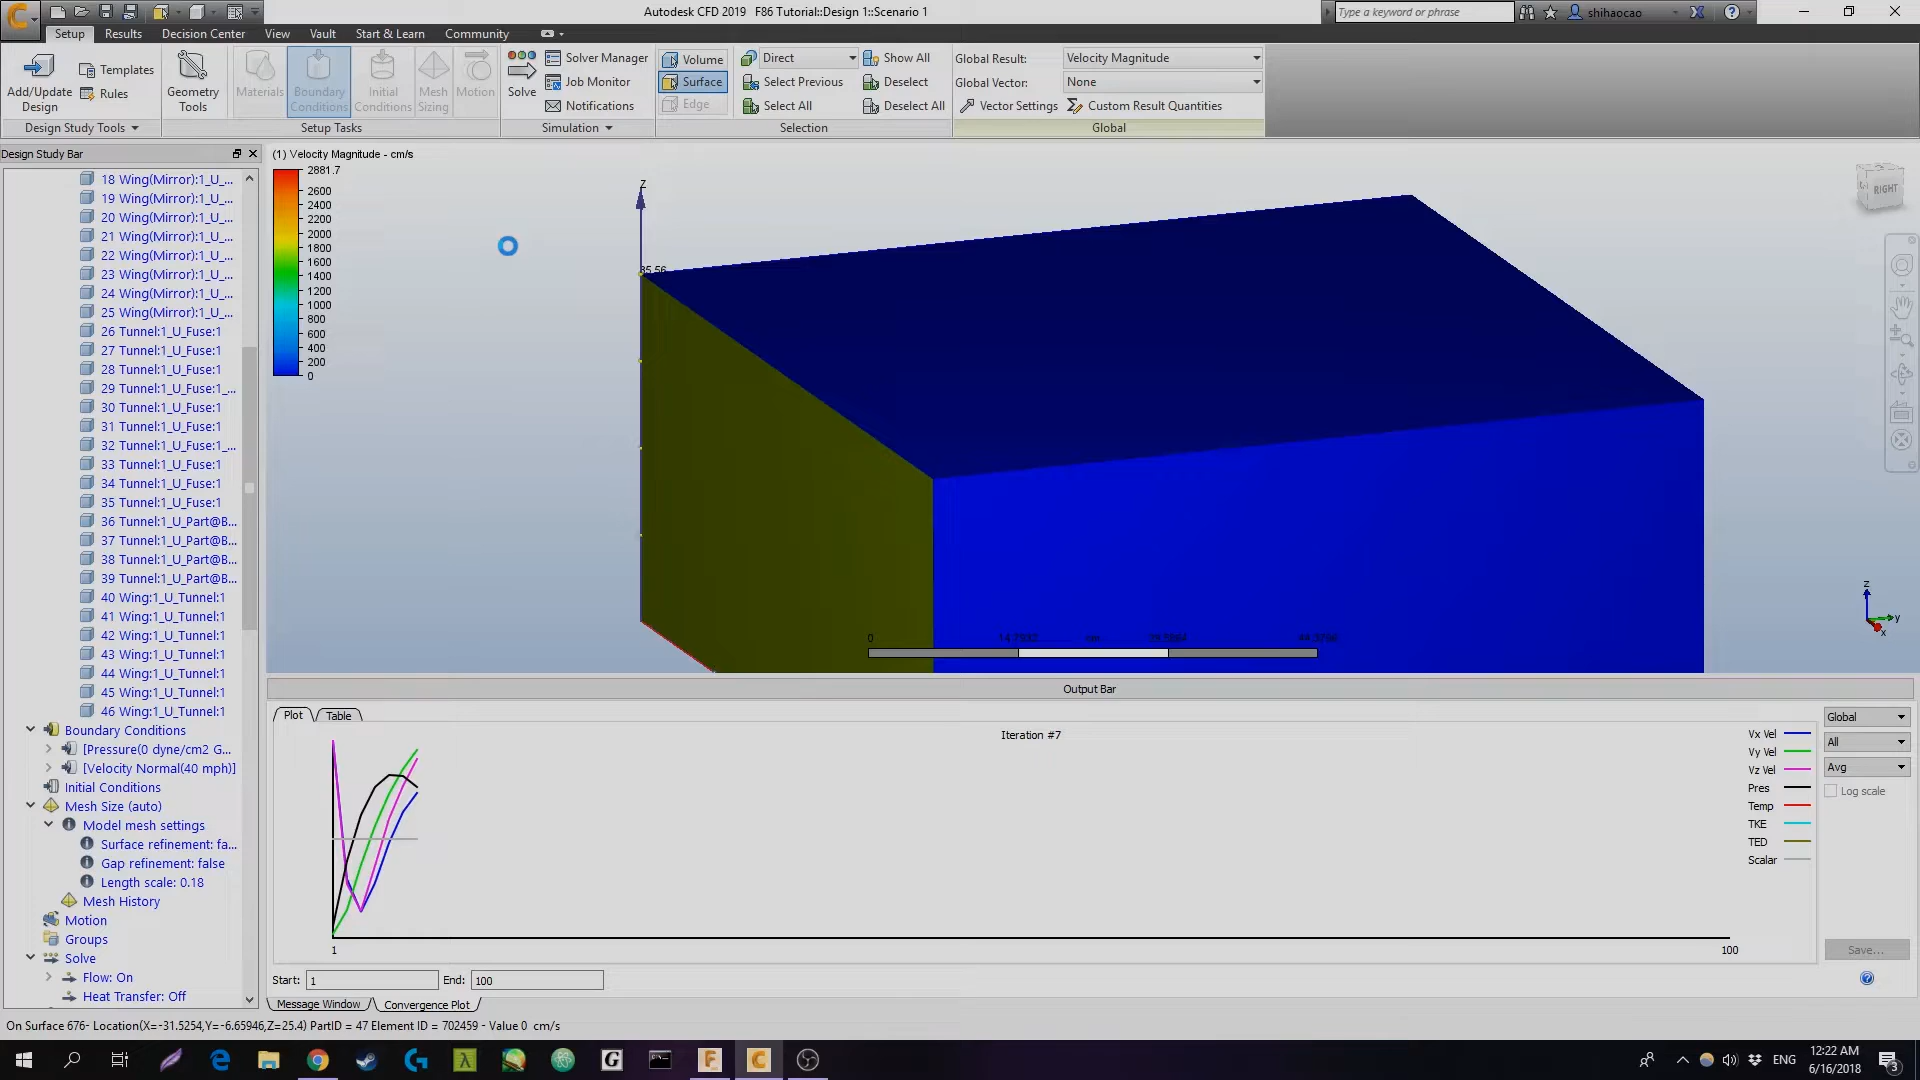 Autodesk CFD 2019 F86 Tutorial::Design 1::Scenario 1
Type a keyword or phrase
shihaocao
Setup
Results
Decision Center
View
Vault
Start & Learn
Community
Add/Update
Design
Templates
Rules
Design Study Tools
Geometry
Tools
Materials
Boundary
Conditions
Initial
Conditions
Mesh
Sizing
Motion
Setup Tasks
Solve
Solver Manager
Job Monitor
Notifications
Simulation
Volume
Surface
Edge
Direct
Select Previous
Select All
Show All
Deselect
Deselect All
Selection
Global Result:
Velocity Magnitude
Global Vector:
None
Vector Settings
Custom Result Quantities
Global
Design Study Bar
18 Wing(Mirror):1_U_...
19 Wing(Mirror):1_U_...
20 Wing(Mirror):1_U_...
21 Wing(Mirror):1_U_...
22 Wing(Mirror):1_U_...
23 Wing(Mirror):1_U_...
24 Wing(Mirror):1_U_...
25 Wing(Mirror):1_U_...
26 Tunnel:1_U_Fuse:1
27 Tunnel:1_U_Fuse:1
28 Tunnel:1_U_Fuse:1
29 Tunnel:1_U_Fuse:1_...
30 Tunnel:1_U_Fuse:1
31 Tunnel:1_U_Fuse:1
32 Tunnel:1_U_Fuse:1_...
33 Tunnel:1_U_Fuse:1
34 Tunnel:1_U_Fuse:1
35 Tunnel:1_U_Fuse:1
36 Tunnel:1_U_Part@B...
37 Tunnel:1_U_Part@B...
38 Tunnel:1_U_Part@B...
39 Tunnel:1_U_Part@B...
40 Wing:1_U_Tunnel:1
41 Wing:1_U_Tunnel:1
42 Wing:1_U_Tunnel:1
43 Wing:1_U_Tunnel:1
44 Wing:1_U_Tunnel:1
45 Wing:1_U_Tunnel:1
46 Wing:1_U_Tunnel:1
Boundary Conditions
[Pressure(0 dyne/cm2 G...
[Velocity Normal(40 mph)]
Initial Conditions
Mesh Size (auto)
Model mesh settings
Surface refinement: fa...
Gap refinement: false
Length scale: 0.18
Mesh History
Motion
Groups
Solve
Flow: On
Heat Transfer: Off
(1) Velocity Magnitude - cm/s
2881.7
2600
2400
2200
2000
1800
1600
1400
1200
1000
800
600
400
200
0
Z
RIGHT
0
cm
z
y
x
Output Bar
Plot
Table
Iteration #7
Vx Vel
Vy Vel
Vz Vel
Pres
Temp
TKE
TED
Scalar
1
100
Global
All
Avg
Log scale
Save...
Start: 1
End: 100
Message Window
Convergence Plot
On Surface 676- Location(X=-31.5254,Y=-6.65946,Z=25.4) PartID = 47 Element ID = 702459 - Value 0 cm/s
ENG
12:22 AM
6/16/2018
3